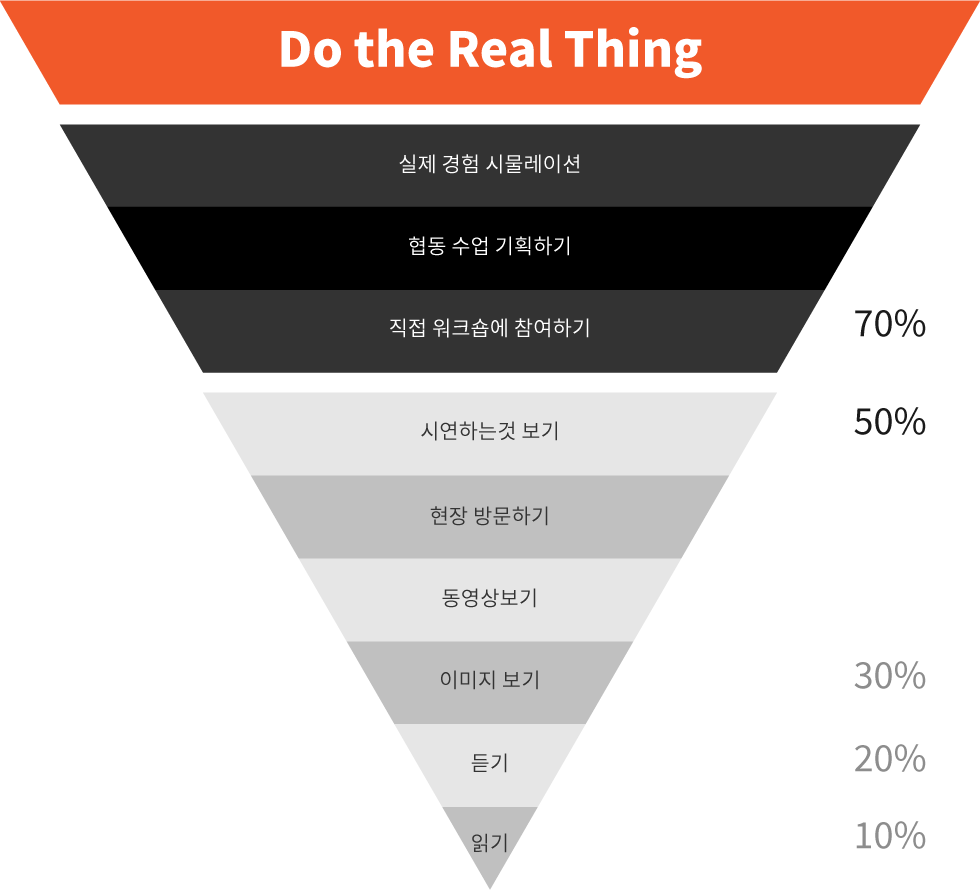 Do the Real Thing
실제 경험 시물레이션
협동 수업 기획하기
직접 워크숍에 참여하기
70%
시연하는것 보기
50%
현장 방문하기
동영상보기
이미지 보기
30%
듣기
20%
읽기
10%